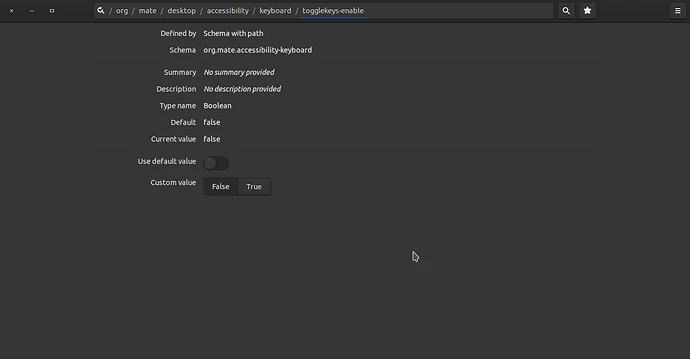 / org / mate / desktop / accessibility / keyboard / togglekeys-enable
Defined by Schema with path
Schema org.mate.accessibility-keyboard
Summary No summary provided
Description No description provided
Type name Boolean
Default false
Current value false
Use default value
Custom value False True